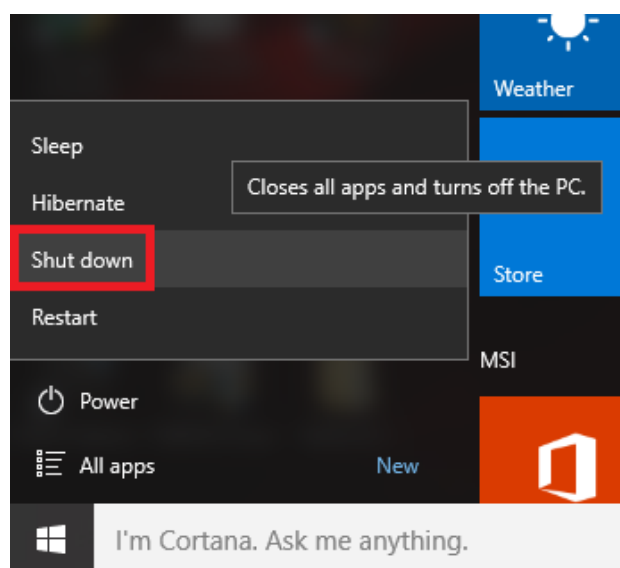 Weather
Sleep
Closes all apps and turns off the PC.
Hibernate
Shut down
Store
Restart
MSI
Power
All apps New
I'm Cortana. Ask me anything.